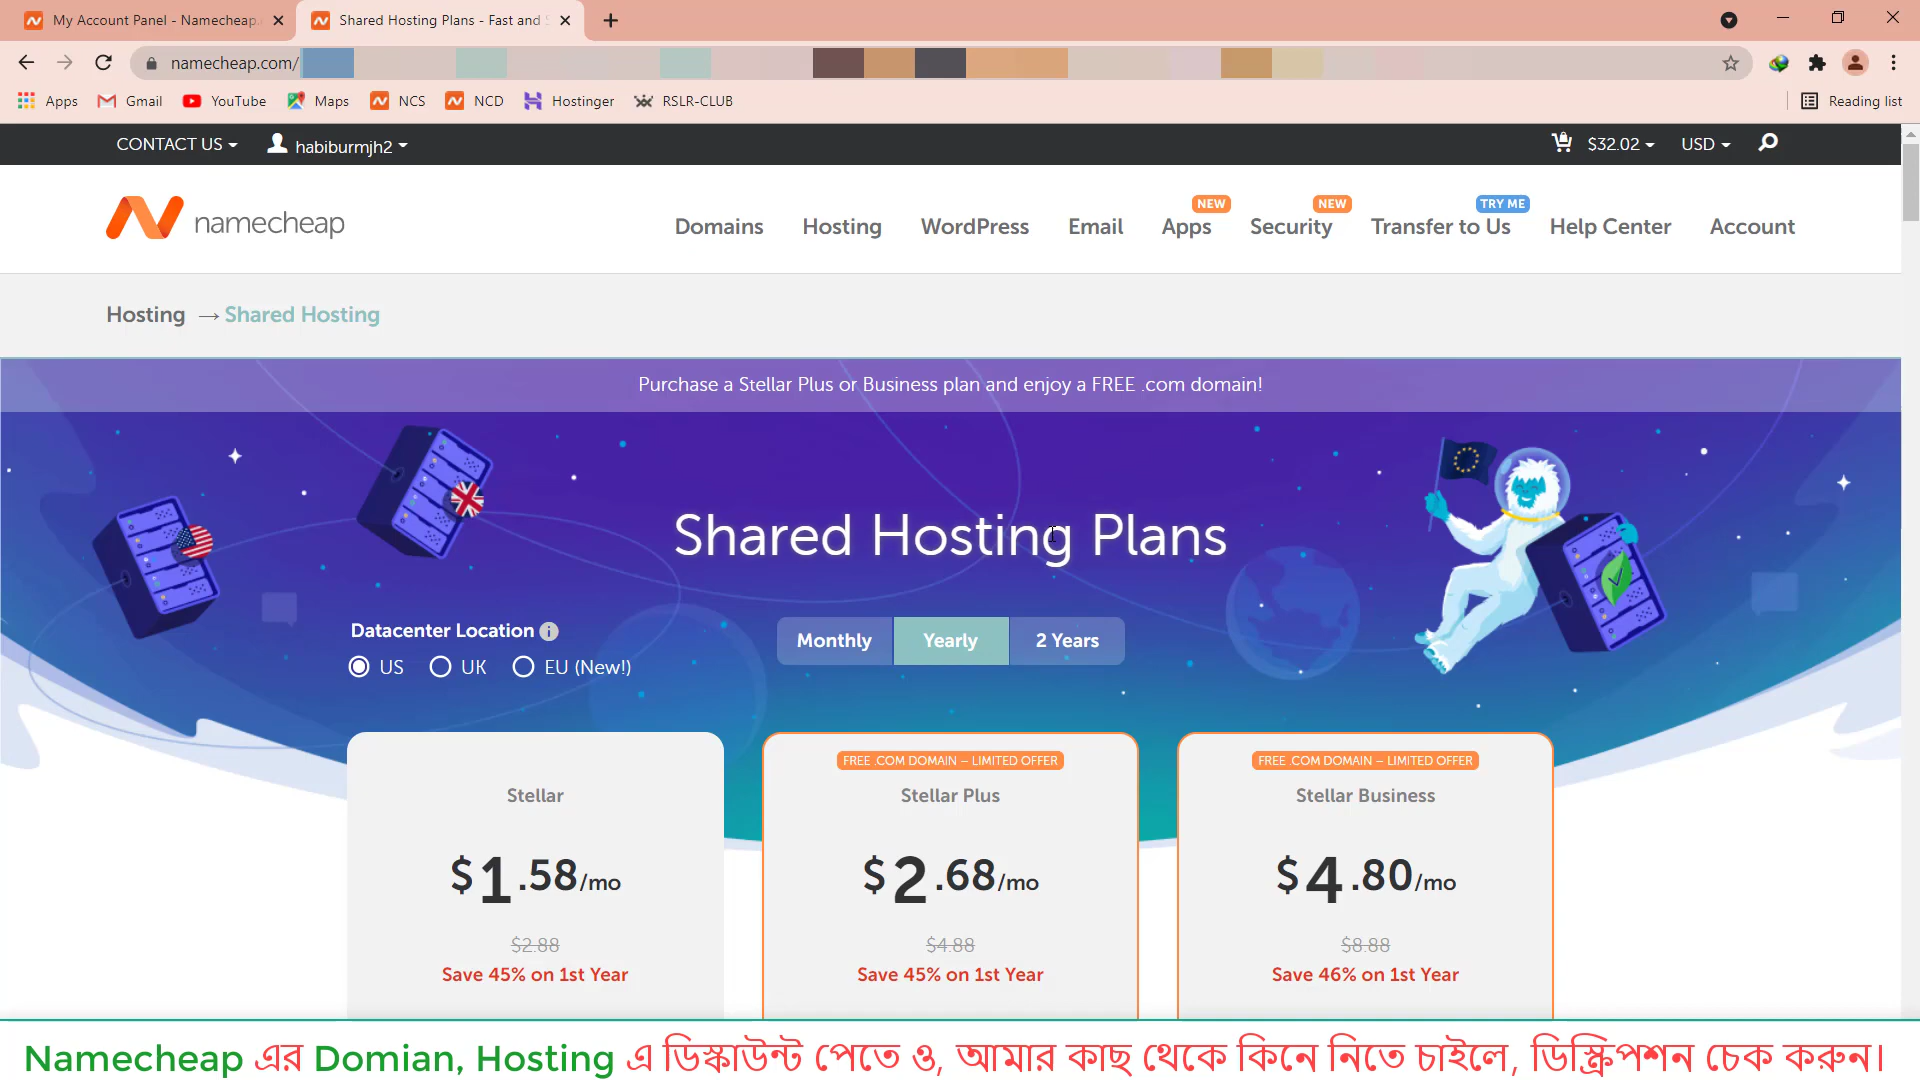 My Account Panel - Namecheap.
Shared Hosting Plans - Fast and S
namecheap.com/
Apps Gmail YouTube Maps NCS NCD Hostinger RSLR-CLUB Reading list
CONTACT US habiburmjh2 $32.02 USD
namecheap Domains Hosting WordPress Email Apps NEW Security NEW Transfer to Us TRY ME Help Center Account
Hosting → Shared Hosting
Purchase a Stellar Plus or Business plan and enjoy a FREE .com domain!
Shared Hosting Plans
Datacenter Location
US UK EU (New!)
Monthly Yearly 2 Years
Stellar
$1.58/mo
$2.88
Save 45% on 1st Year
FREE .COM DOMAIN – LIMITED OFFER
Stellar Plus
$2.68/mo
$4.88
Save 45% on 1st Year
FREE .COM DOMAIN – LIMITED OFFER
Stellar Business
$4.80/mo
$8.88
Save 46% on 1st Year
Namecheap এর Domian, Hosting এ ডিস্কাউন্ট পেতে ও, আমার কাছ থেকে কিনে নিতে চাইলে, ডিস্ক্রিপশন চেক করুন।